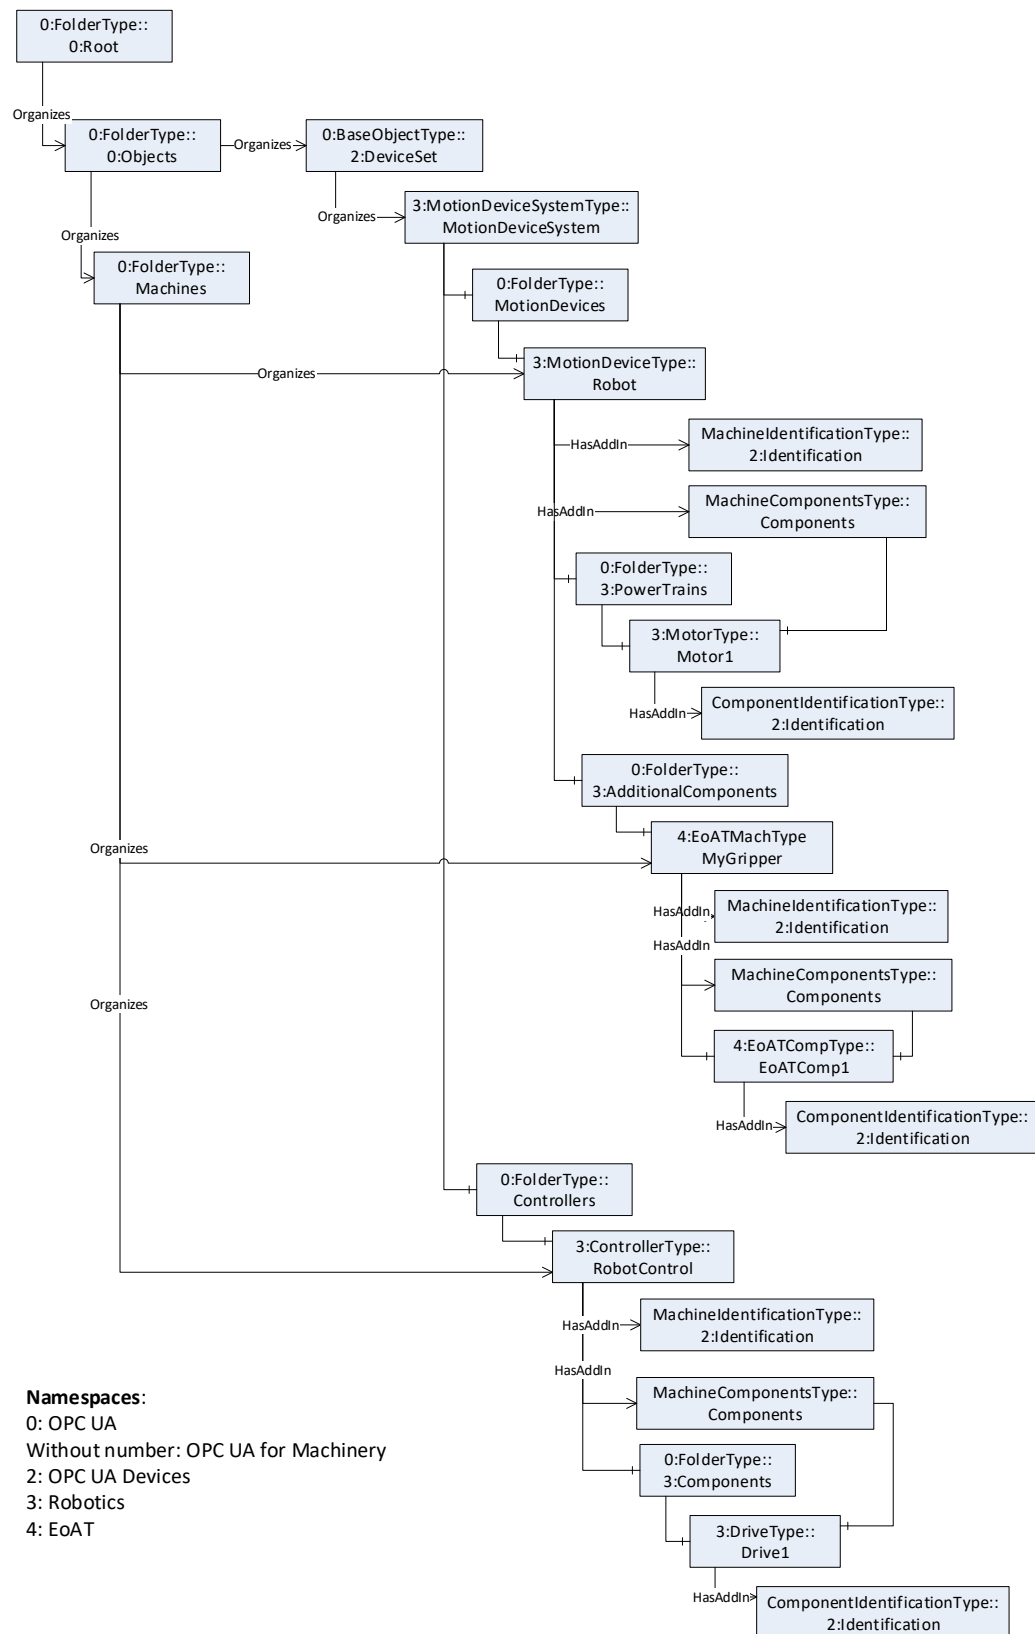 0:FolderType::
0:Root
Organizes
0:FolderType::
0:Objects
Organizes
0:BaseObjectType::
2:DeviceSet
Organizes
3:MotionDeviceSystemType::
MotionDeviceSystem
Organizes
0:FolderType::
Machines
0:FolderType::
MotionDevices
Organizes
3:MotionDeviceType::
Robot
HasAddIn
MachineIdentificationType::
2:Identification
HasAddIn
MachineComponentsType::
Components
0:FolderType::
3:PowerTrains
3:MotorType::
Motor1
HasAddIn
ComponentIdentificationType::
2:Identification
0:FolderType::
3:AdditionalComponents
Organizes
4:EoATMachType
MyGripper
HasAddIn
MachineIdentificationType::
2:Identification
HasAddIn
MachineComponentsType::
Components
Organizes
4:EoATCompType::
EoATComp1
HasAddIn
ComponentIdentificationType::
2:Identification
0:FolderType::
Controllers
3:ControllerType::
RobotControl
HasAddIn
MachineIdentificationType::
2:Identification
HasAddIn
MachineComponentsType::
Components
0:FolderType::
3:Components
3:DriveType::
Drive1
HasAddIn
ComponentIdentificationType::
2:Identification
Namespaces:
0: OPC UA
Without number: OPC UA for Machinery
2: OPC UA Devices
3: Robotics
4: EoAT